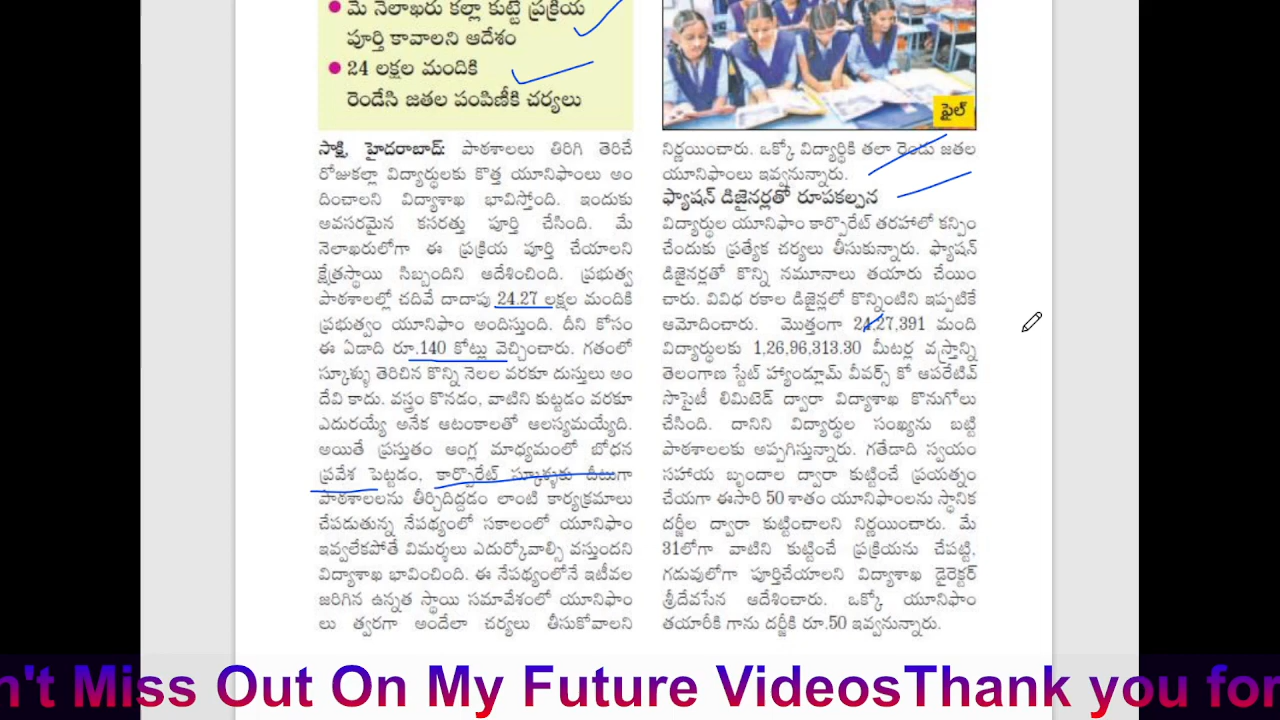 మే నెలాఖరు కల్లా కుట్టే ప్రక్రియ
పూర్తి కావాలని ఆదేశం
24 లక్షల మందికి
రెండేసి జతల పంపిణీకి చర్యలు
ఫైల్
సాక్షి, హైదరాబాద్: పాఠశాలలు తిరిగి తెరిచే
రోజుకల్లా విద్యార్థులకు కొత్త యూనిఫాంలు అం
దించాలని విద్యాశాఖ భావిస్తోంది. ఇందుకు
అవసరమైన కసరత్తు పూర్తి చేసింది. మే
నెలాఖరులోగా ఈ ప్రక్రియ పూర్తి చేయాలని
క్షేత్రస్థాయి సిబ్బందిని ఆదేశించింది. ప్రభుత్వ
పాఠశాలల్లో చదివే దాదాపు 24.27 లక్షల మందికి
ప్రభుత్వం యూనిఫాం అందిస్తుంది. దీని కోసం
ఈ ఏడాది రూ.140 కోట్లు వెచ్చించారు. గతంలో
స్కూళ్ళు తెరిచిన కొన్ని నెలల వరకూ దుస్తులు అం
దేవి కాదు. వస్త్రం కొనడం, వాటిని కుట్టడం వరకూ
ఎదురయ్యే అనేక ఆటంకాలతో ఆలస్యమయ్యేది.
అయితే ప్రస్తుతం ఆంగ్ల మాధ్యమంలో బోధన
ప్రవేశ పెట్టడం, కార్పొరేట్ స్కూళ్ళకు దీటుగా
పాఠశాలలను తీర్చిదిద్దడం లాంటి కార్యక్రమాలు
చేపడుతున్న నేపథ్యంలో సకాలంలో యూనిఫాం
ఇవ్వలేకపోతే విమర్శలు ఎదుర్కోవాల్సి వస్తుందని
విద్యాశాఖ భావించింది. ఈ నేపథ్యంలోనే ఇటీవల
జరిగిన ఉన్నత స్థాయి సమావేశంలో యూనిఫాం
లు త్వరగా అందేలా చర్యలు తీసుకోవాలని
నిర్ణయించారు. ఒక్కో విద్యార్థికి తలా రెండు జతల
యూనిఫాంలు ఇవ్వనున్నారు.
ఫ్యాషన్ డిజైనర్లతో రూపకల్పన
విద్యార్థుల యూనిఫాం కార్పొరేట్ తరహాలో కన్పిం
చేందుకు ప్రత్యేక చర్యలు తీసుకున్నారు. ఫ్యాషన్
డిజైనర్లతో కొన్ని నమూనాలు తయారు చేయిం
చారు. వివిధ రకాల డిజైన్లలో కొన్నింటిని ఇప్పటికే
ఆమోదించారు. మొత్తంగా 24,27,391 మంది
విద్యార్థులకు 1,26,96,313.30 మీటర్ల వస్త్రాన్ని
తెలంగాణ స్టేట్ హ్యాండ్లూమ్ వీవర్స్ కో ఆపరేటివ్
సొసైటీ లిమిటెడ్ ద్వారా విద్యాశాఖ కొనుగోలు
చేసింది. దానిని విద్యార్థుల సంఖ్యను బట్టి
పాఠశాలలకు అప్పగిస్తున్నారు. గతేడాది స్వయం
సహాయ బృందాల ద్వారా కుట్టించే ప్రయత్నం
చేయగా ఈసారి 50 శాతం యూనిఫాంలను స్థానిక
దర్జీల ద్వారా కుట్టించాలని నిర్ణయించారు. మే
31లోగా వాటిని కుట్టించే ప్రక్రియను చేపట్టి,
గడువులోగా పూర్తిచేయాలని విద్యాశాఖ డైరెక్టర్
శ్రీదేవసేన ఆదేశించారు. ఒక్కో యూనిఫాం
తయారీకి గాను దర్జీకి రూ.50 ఇవ్వనున్నారు.
n't Miss Out On My Future VideosThank you for